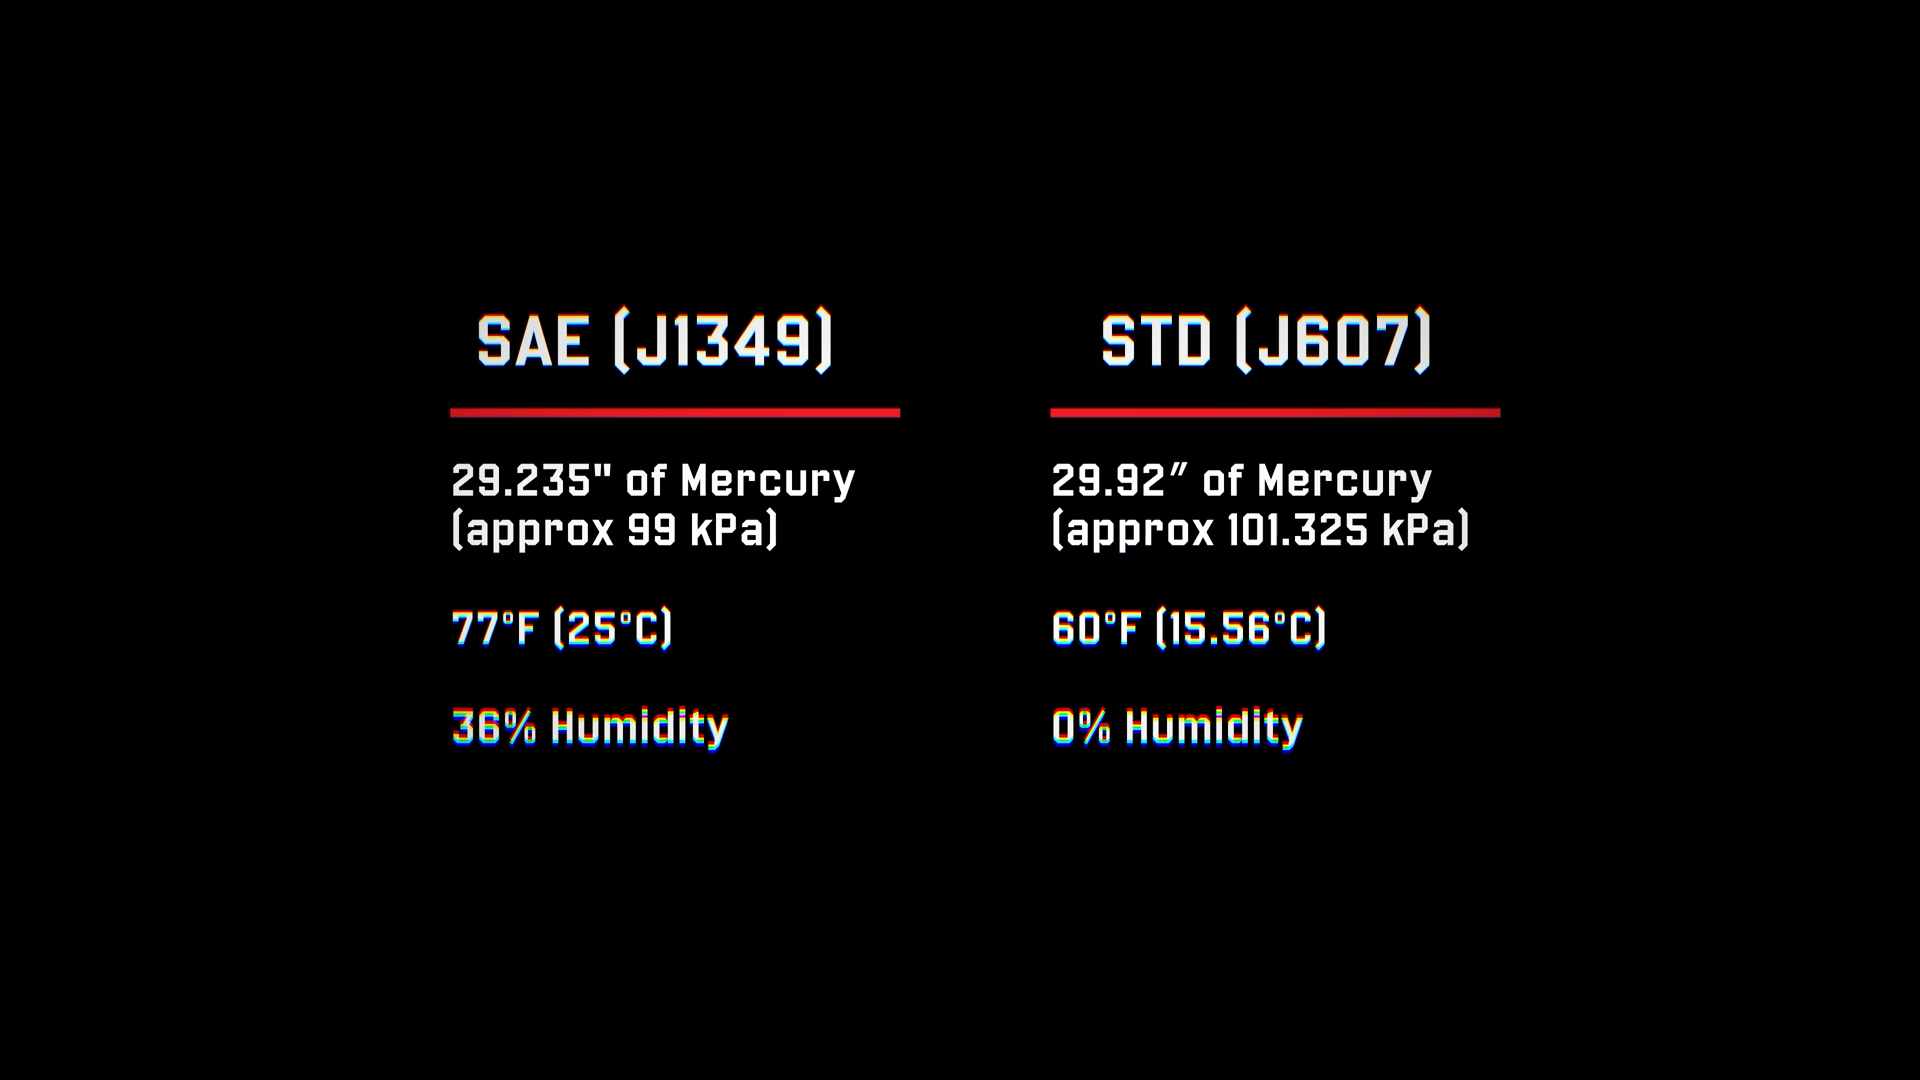 SAE (J1349)
29.235" of Mercury
(approx 99 kPa)
77°F (25°C)
36% Humidity
STD (J607)
29.92″ of Mercury
(approx 101.325 kPa)
60°F (15.56°C)
0% Humidity